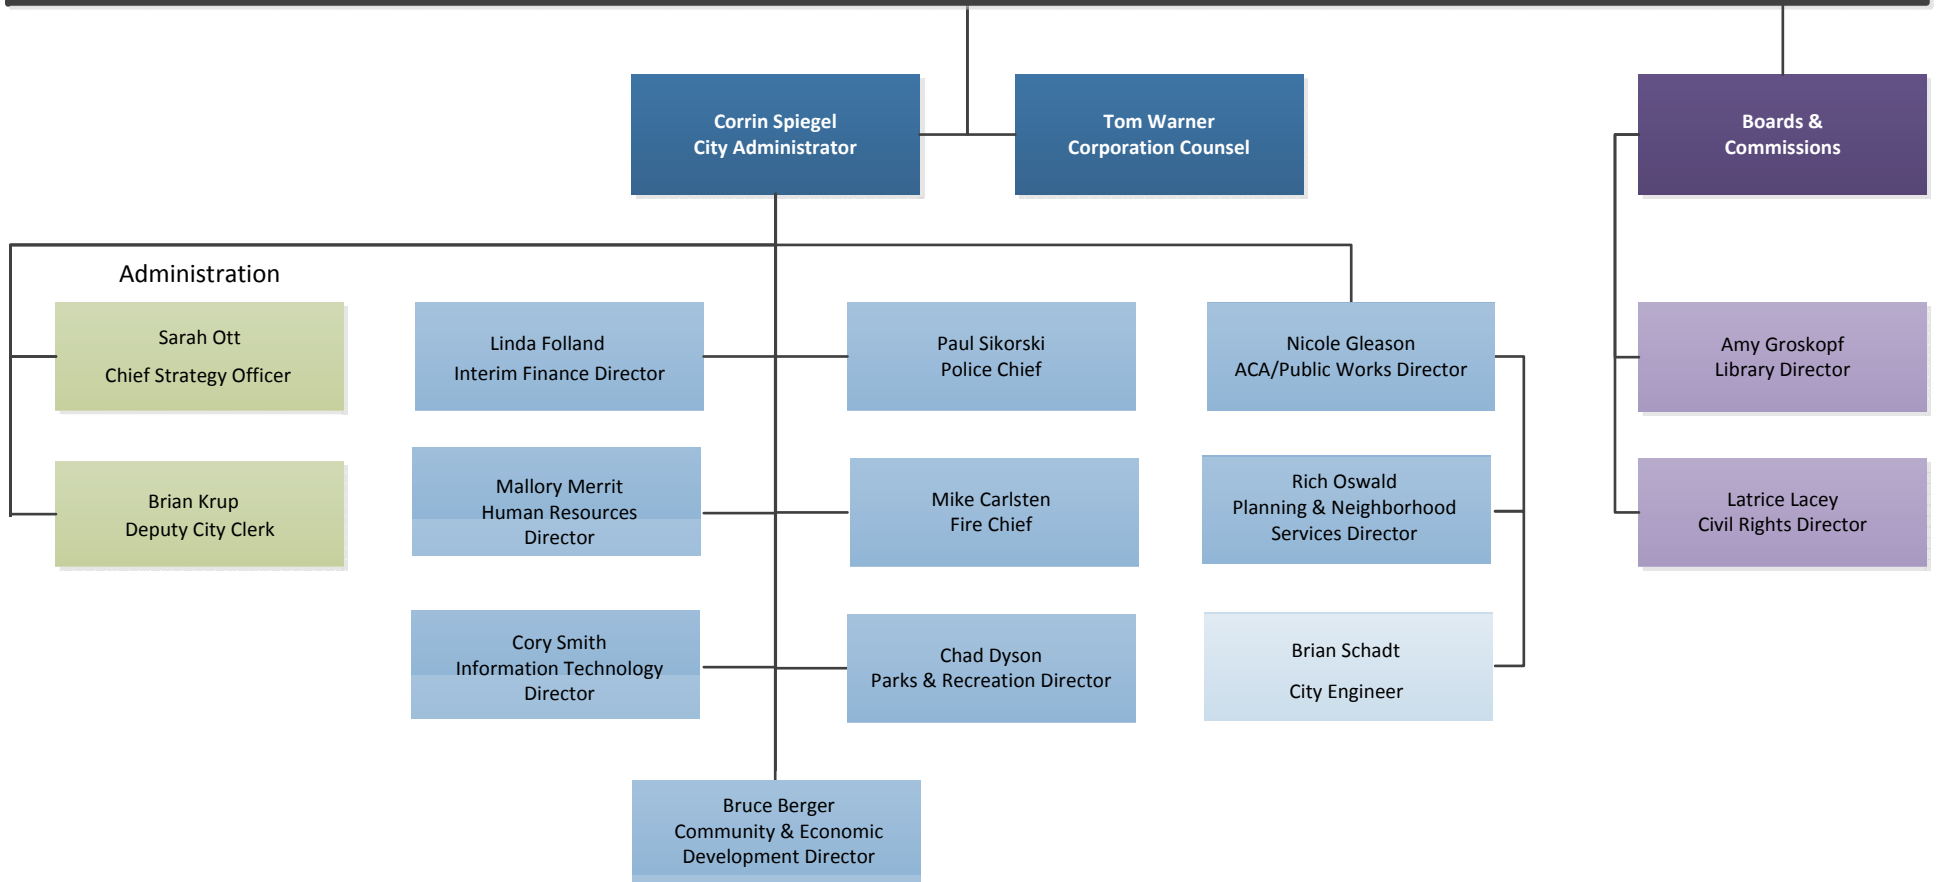 Corrin Spiegel
City Administrator
Tom Warner
Corporation Counsel
Boards &
Commissions
Administration
Sarah Ott
Chief Strategy Officer
Linda Folland
Interim Finance Director
Paul Sikorski
Police Chief
Nicole Gleason
ACA/Public Works Director
Amy Groskopf
Library Director
Brian Krup
Deputy City Clerk
Mallory Merrit
Human Resources
Director
Mike Carlsten
Fire Chief
Rich Oswald
Planning & Neighborhood
Services Director
Latrice Lacey
Civil Rights Director
Cory Smith
Information Technology
Director
Chad Dyson
Parks & Recreation Director
Brian Schadt
City Engineer
Bruce Berger
Community & Economic
Development Director